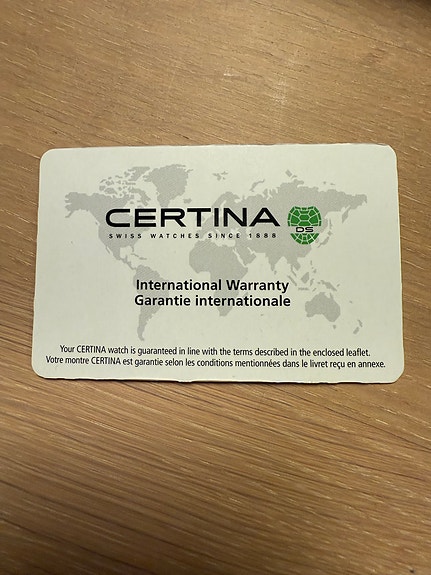 CERTINA
DS
SWISS WATCHES SINCE 1888
International Warranty
Garantie internationale
Your CERTINA watch is guaranteed in line with the terms described in the enclosed leaflet.
Votre montre CERTINA est garantie selon les conditions mentionnées dans le livret reçu en annexe.